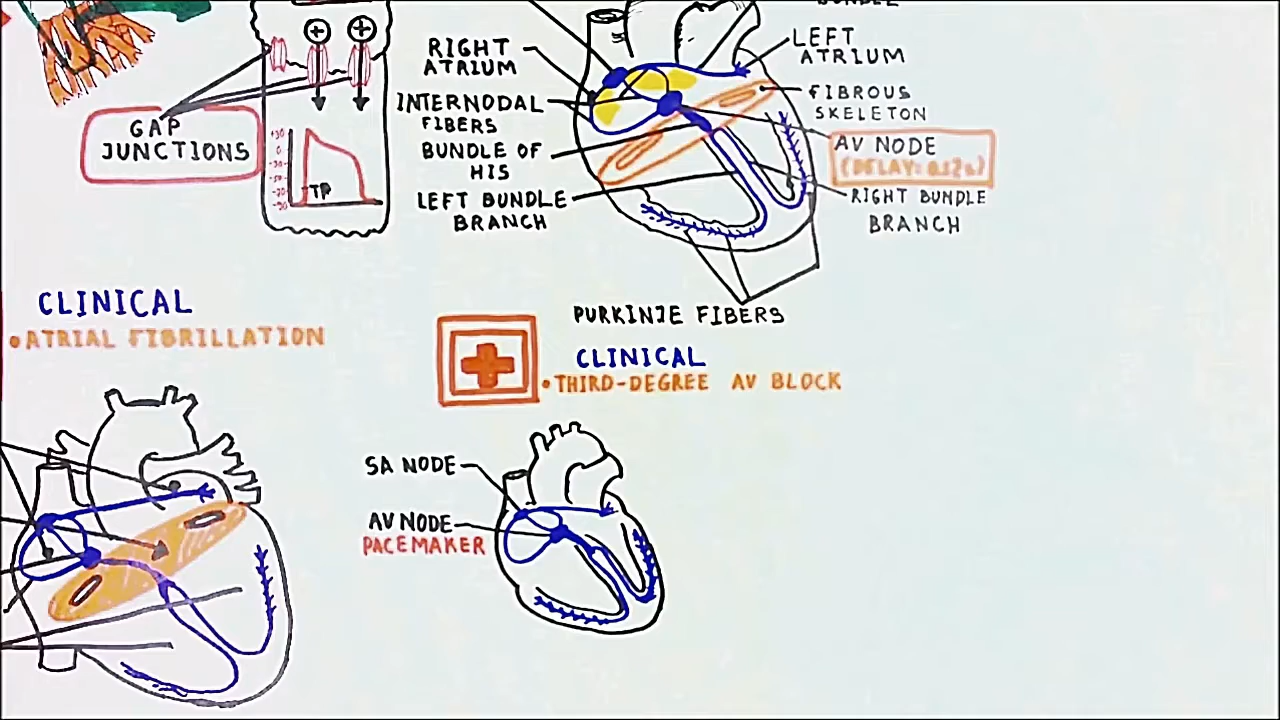 GAP
JUNCTIONS
+
+
TP
RIGHT
ATRIUM
INTERNODAL
FIBERS
BUNDLE OF
HIS
LEFT BUNDLE
BRANCH
LEFT
ATRIUM
FIBROUS
SKELETON
AV NODE
RIGHT BUNDLE
BRANCH
PURKINJE FIBERS
CLINICAL
•ATRIAL FIBRILLATION
CLINICAL
•THIRD-DEGREE AV BLOCK
SA NODE
AV NODE
PACEMAKER